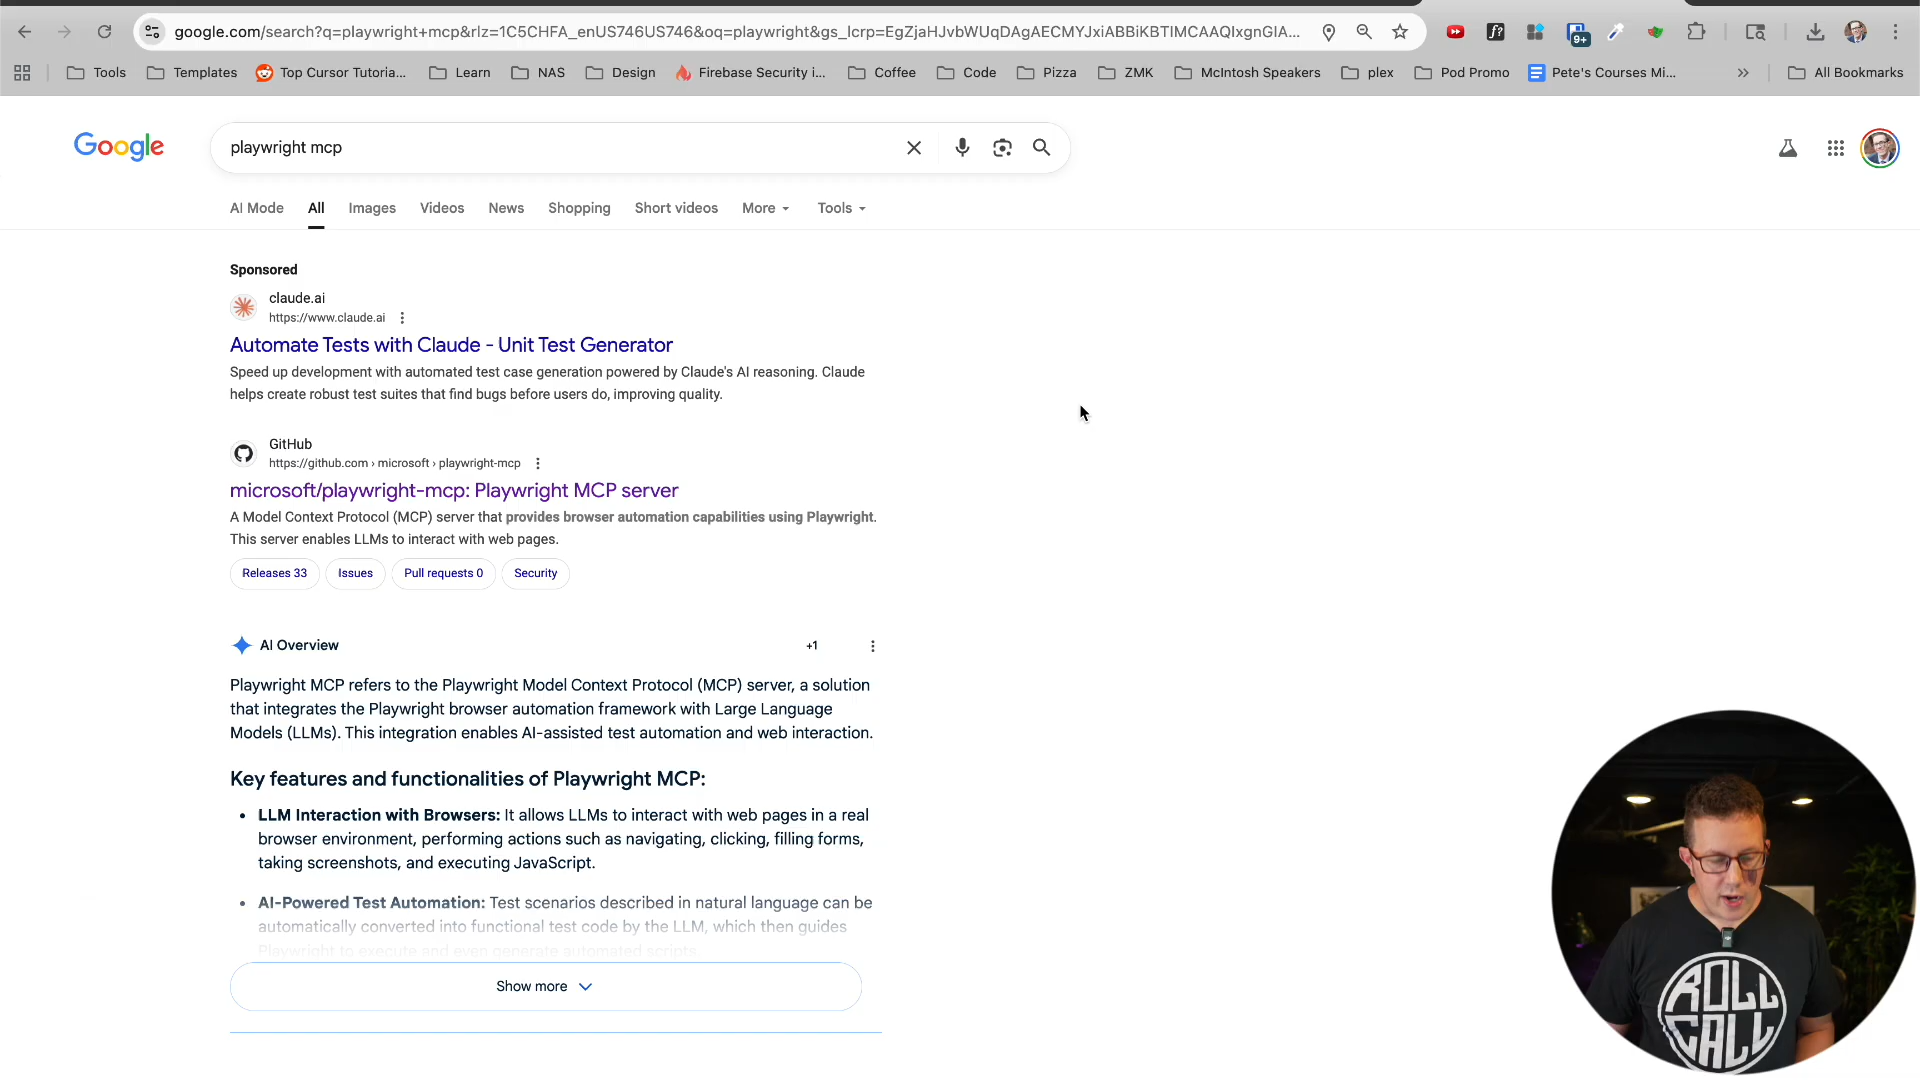 google.com/search?q=playwright+mcp&rlz=1C5CHFA_enUS746US746&oq=playwright&gs_lcrp=EgZjaHJvbWUqDAgAECMYJxiABBiKBTIMCAAQIxgnGIA...
9+
Tools Templates Top Cursor Tutoria... Learn NAS Design Firebase Security i... Coffee Code Pizza ZMK McIntosh Speakers plex Pod Promo Pete's Courses Mi... All Bookmarks
Google playwright mcp
AI Mode All Images Videos News Shopping Short videos More Tools
Sponsored
claude.ai
https://www.claude.ai
Automate Tests with Claude - Unit Test Generator
Speed up development with automated test case generation powered by Claude's AI reasoning. Claude
helps create robust test suites that find bugs before users do, improving quality.
GitHub
https://github.com › microsoft › playwright-mcp
microsoft/playwright-mcp: Playwright MCP server
A Model Context Protocol (MCP) server that provides browser automation capabilities using Playwright.
This server enables LLMs to interact with web pages.
Releases 33 Issues Pull requests 0 Security
AI Overview +1
Playwright MCP refers to the Playwright Model Context Protocol (MCP) server, a solution
that integrates the Playwright browser automation framework with Large Language
Models (LLMs). This integration enables AI-assisted test automation and web interaction.
Key features and functionalities of Playwright MCP:
• LLM Interaction with Browsers: It allows LLMs to interact with web pages in a real
browser environment, performing actions such as navigating, clicking, filling forms,
taking screenshots, and executing JavaScript.
• AI-Powered Test Automation: Test scenarios described in natural language can be
automatically converted into functional test code by the LLM, which then guides
Playwright to execute and even generate automated scripts.
Show more
ROLL
CALL